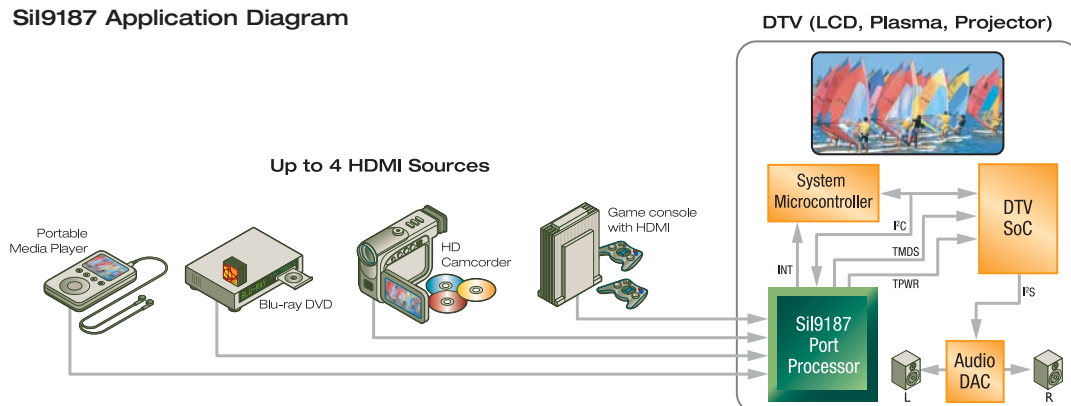 SiI9187 Application Diagram
DTV (LCD, Plasma, Projector)
Up to 4 HDMI Sources
Portable
Media Player
BLU-RAY
Blu-ray DVD
HD
Camcorder
Game console
with HDMI
System
Microcontroller
DTV
SoC
I²C
TMDS
INT
TPWR
I²S
SiI9187
Port
Processor
Audio
DAC
L
R